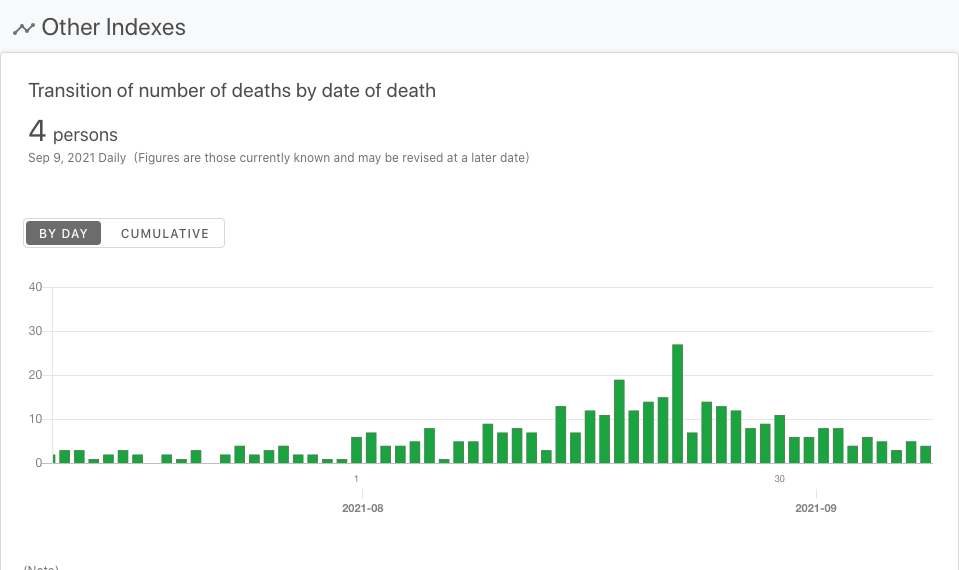 Other Indexes
Transition of number of deaths by date of death
4 persons
Sep 9, 2021 Daily (Figures are those currently known and may be revised at a later date)
BY DAY CUMULATIVE
40
30
20
10
0
1 30
2021-08 2021-09
(Note)